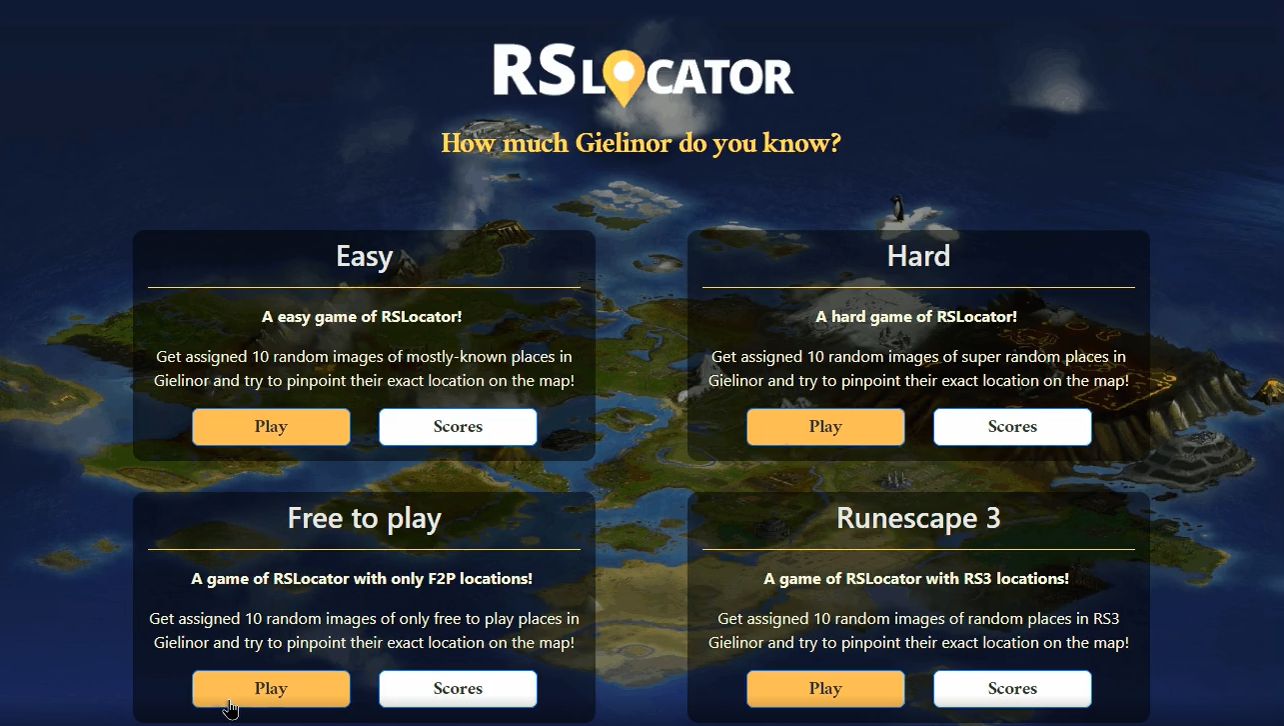 RSLOCATOR
How much Gielinor do you know?
Easy
A easy game of RSLocator!
Get assigned 10 random images of mostly-known places in
Gielinor and try to pinpoint their exact location on the map!
Play
Scores
Hard
A hard game of RSLocator!
Get assigned 10 random images of super random places in
Gielinor and try to pinpoint their exact location on the map!
Play
Scores
Free to play
A game of RSLocator with only F2P locations!
Get assigned 10 random images of only free to play places in
Gielinor and try to pinpoint their exact location on the map!
Play
Scores
Runescape 3
A game of RSLocator with RS3 locations!
Get assigned 10 random images of random places in RS3
Gielinor and try to pinpoint their exact location on the map!
Play
Scores